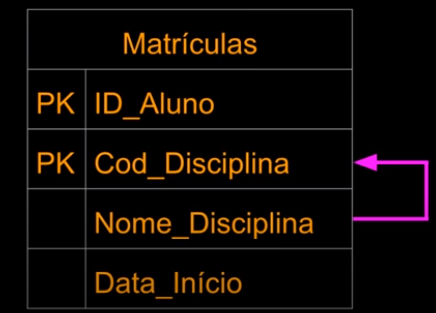 Matrículas
PK ID_Aluno
PK Cod_Disciplina
Nome_Disciplina
Data_Início